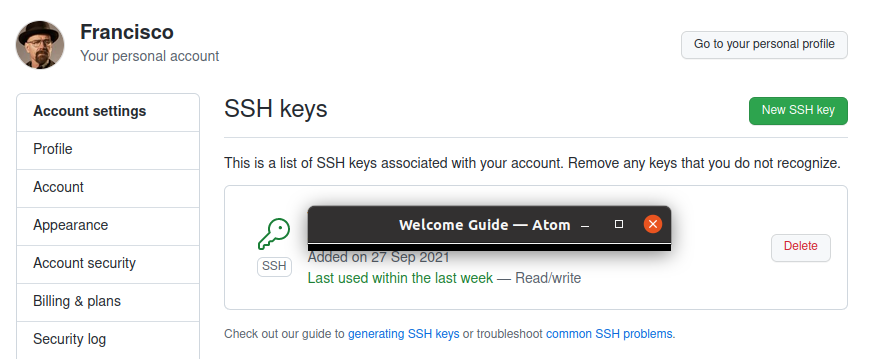 Francisco
Your personal account
Go to your personal profile
Account settings
Profile
Account
Appearance
Account security
Billing & plans
Security log
SSH keys
New SSH key
This is a list of SSH keys associated with your account. Remove any keys that you do not recognize.
Welcome Guide — Atom
SSH
Added on 27 Sep 2021
Last used within the last week — Read/write
Delete
Check out our guide to generating SSH keys or troubleshoot common SSH problems.